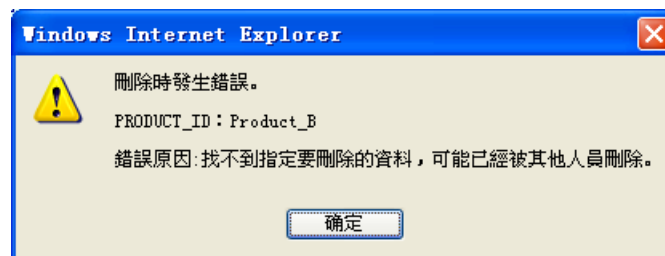 Windows Internet Explorer
刪除時發生錯誤。
PRODUCT_ID：Product_B
錯誤原因:找不到指定要刪除的資料，可能已經被其他人員刪除。
确定